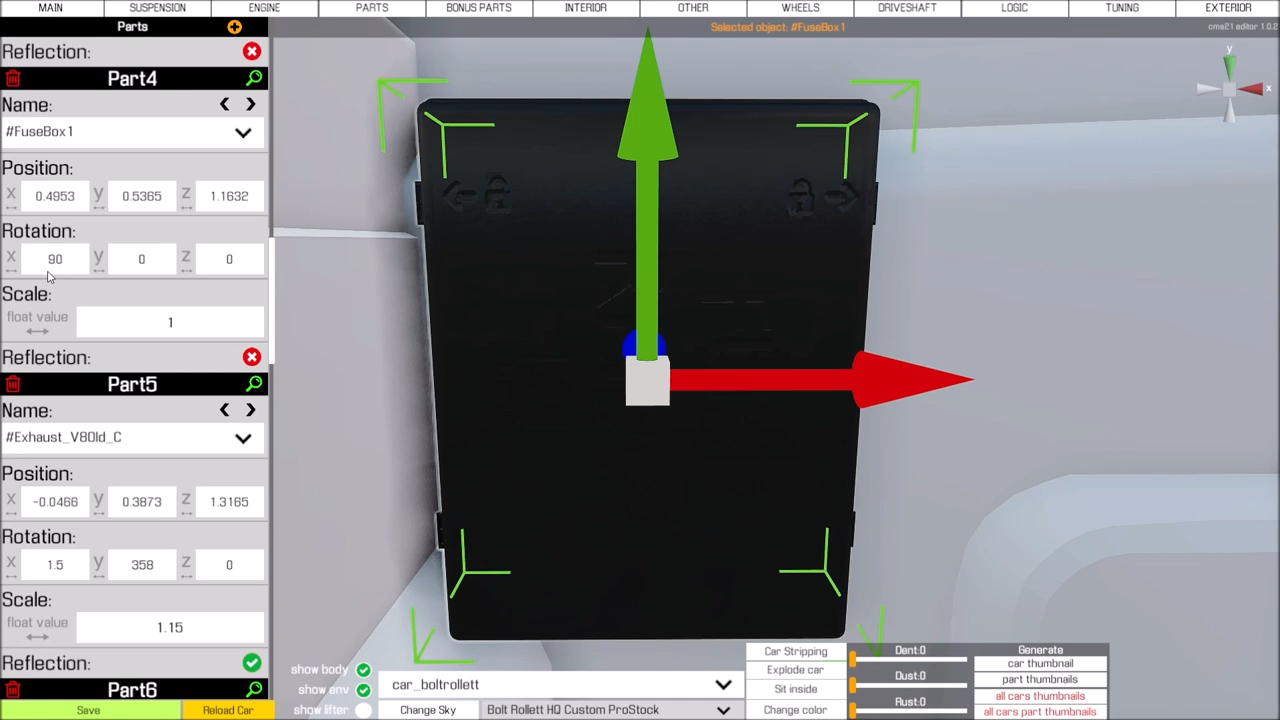 MAIN SUSPENSION ENGINE PARTS BONUS PARTS INTERIOR OTHER WHEELS DRIVESHAFT LOGIC TUNING EXTERIOR
Parts
Selected object: #FuseBox1
cms21 editor 1.0.2
Reflection:
Part4
Name: < >
#FuseBox1
Position:
x 0.4953 y 0.5365 z 1.1632
Rotation:
x 90 y 0 z 0
Scale:
float value 1
Reflection:
Part5
Name: < >
#Exhaust_V8Old_C
Position:
x -0.0466 y 0.3873 z 1.3165
Rotation:
x 1.5 y 358 z 0
Scale:
float value 1.15
Reflection:
Part6
Save Reload Car
y
x
show body
show env
show lifter
car_boltrollett
Change Sky
Bolt Rollett HQ Custom ProStock
Car Stripping
Explode car
Sit inside
Change color
Dent:0
Dust:0
Rust:0
Generate
car thumbnail
part thumbnails
all cars thumbnails
all cars part thumbnails